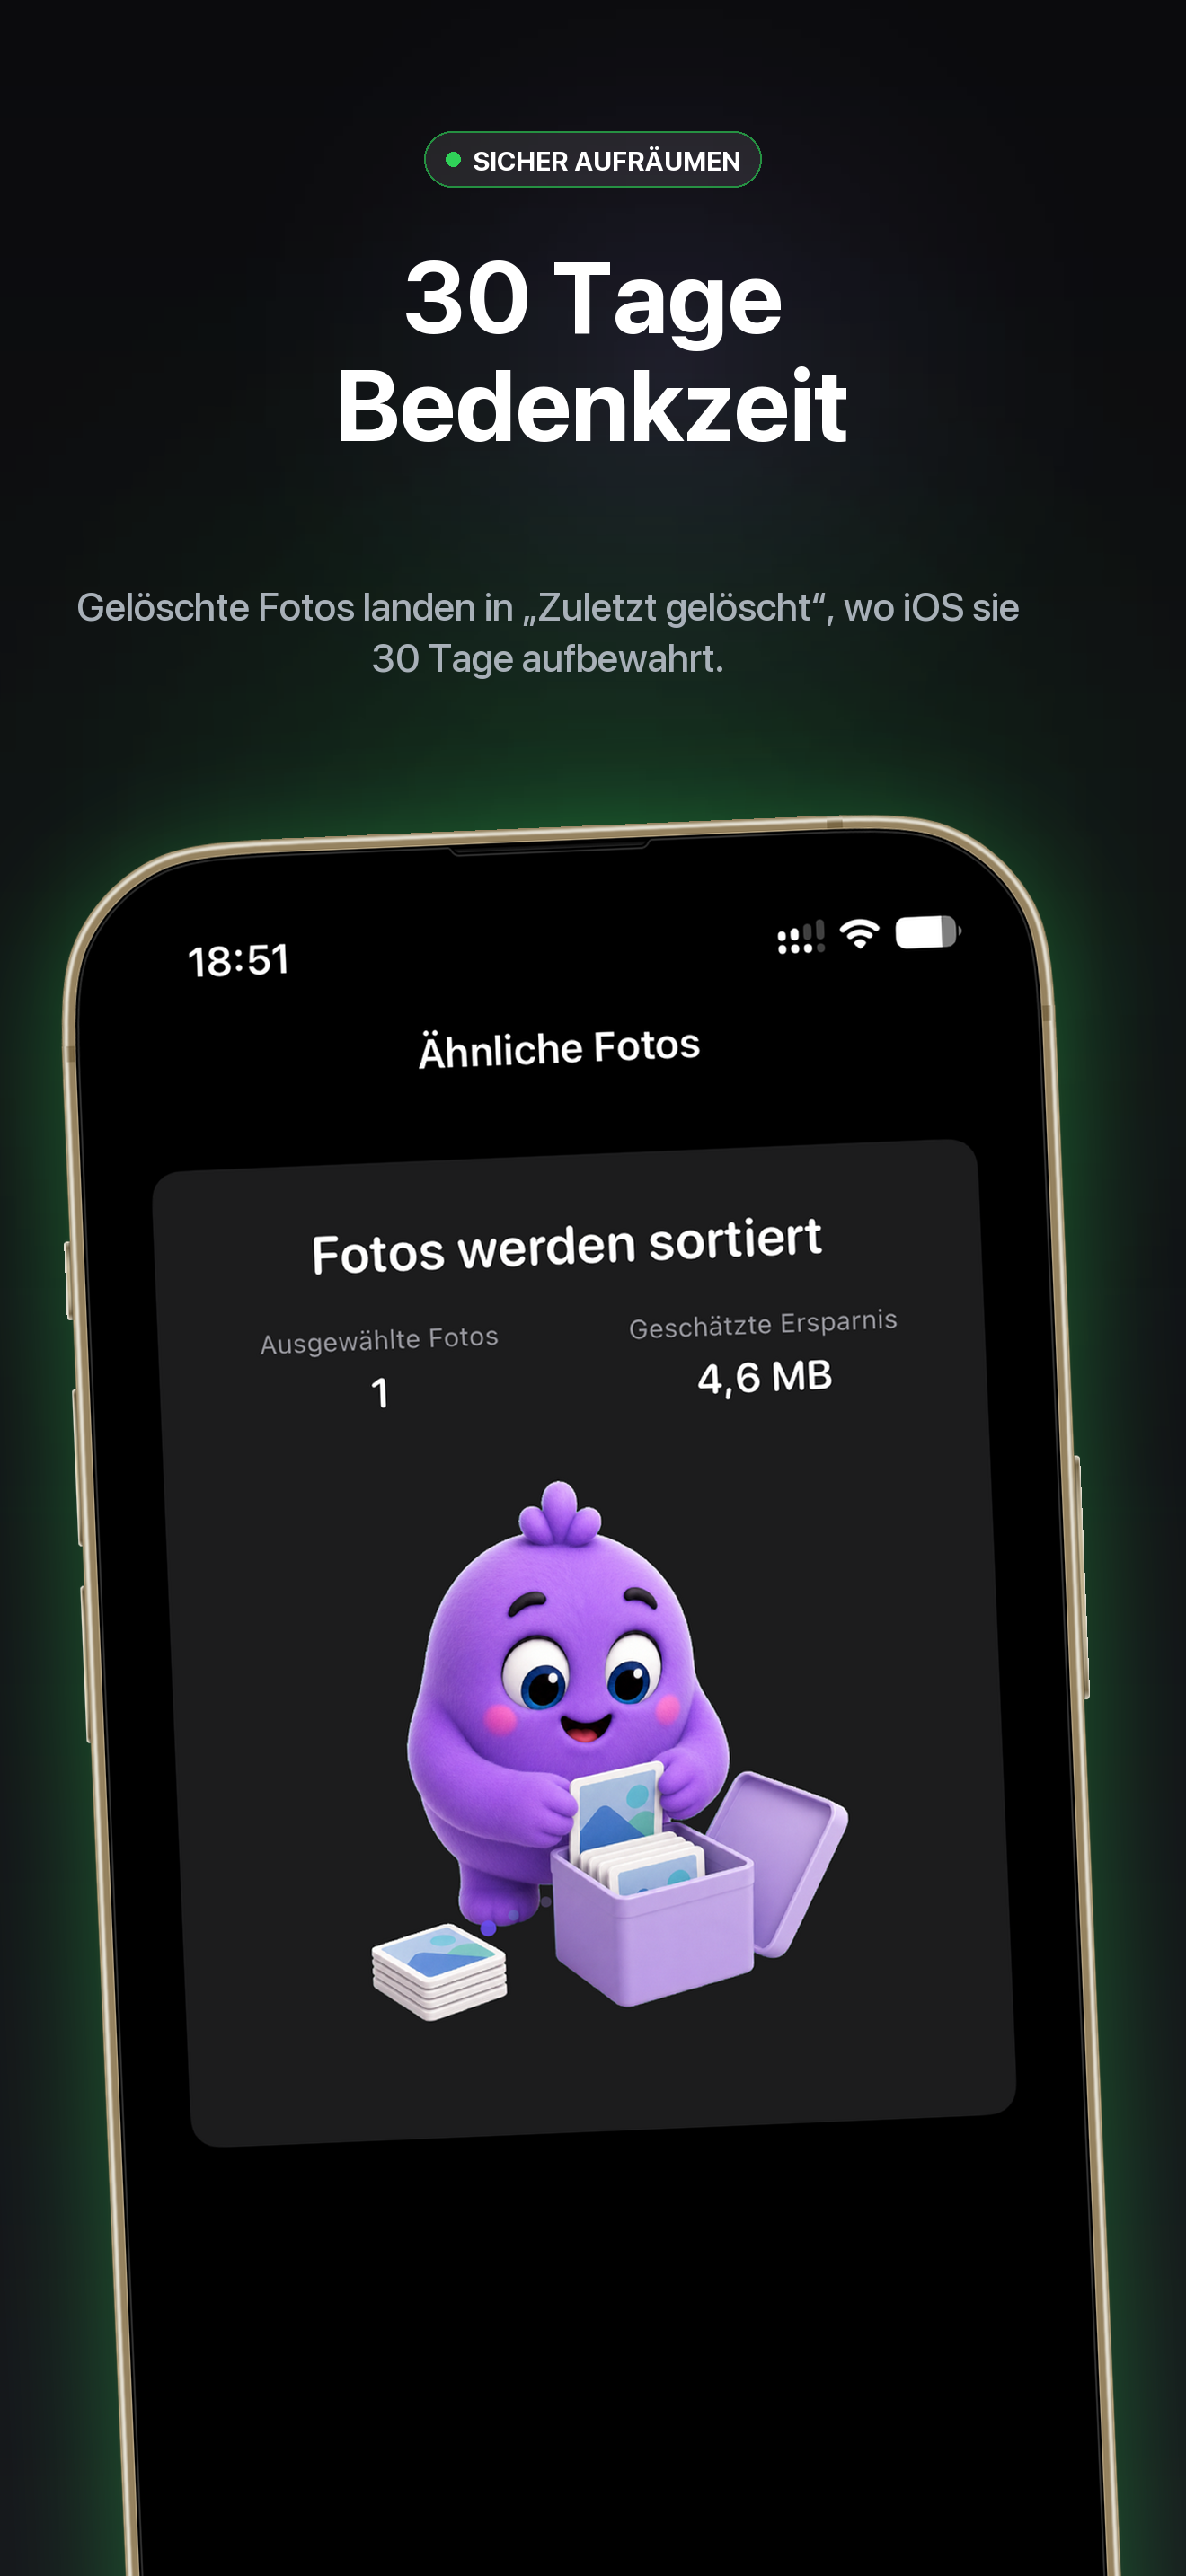 SICHER AUFRÄUMEN
30 Tage
Bedenkzeit
Gelöschte Fotos landen in „Zuletzt gelöscht“, wo iOS sie
30 Tage aufbewahrt.
18:51
Ähnliche Fotos
Fotos werden sortiert
Ausgewählte Fotos
Geschätzte Ersparnis
1
4,6 MB